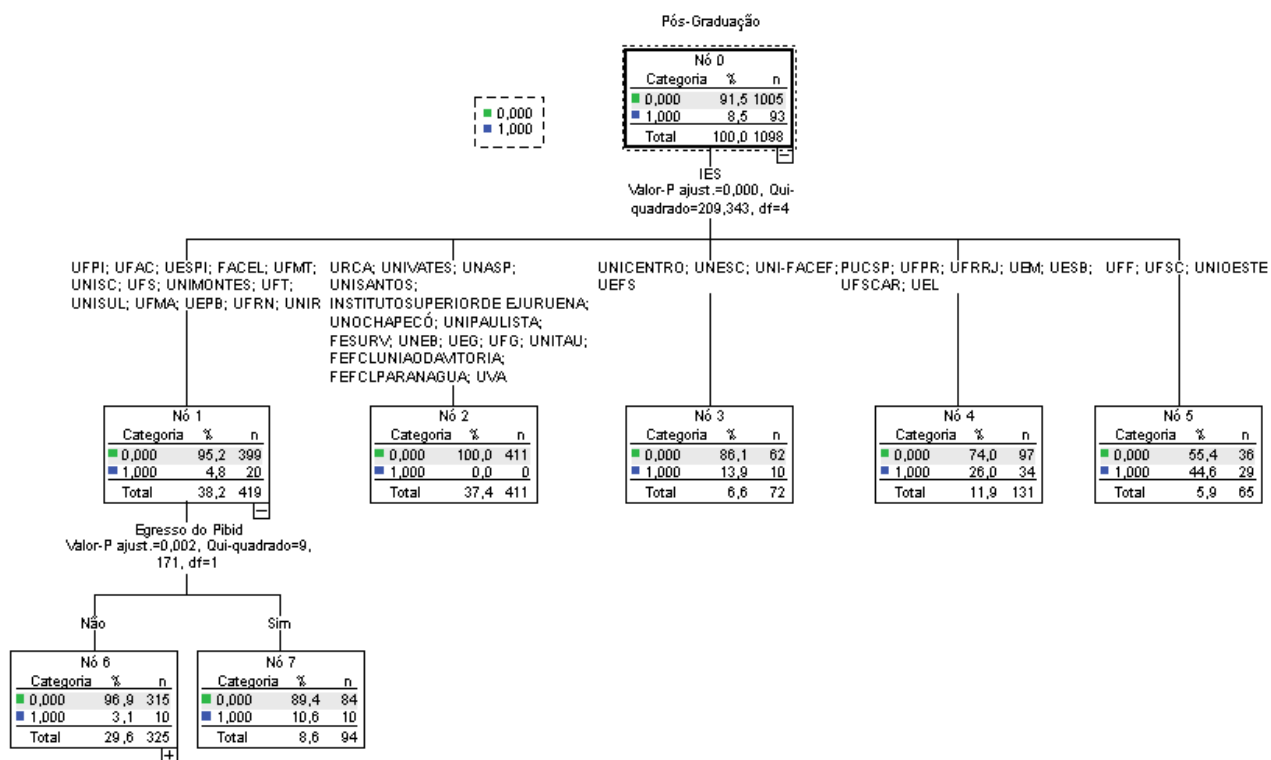 Pós-Graduação
Nó 0
Categoria % n
0,000 91,5 1005
1,000 8,5 93
Total 100,0 1098
0,000
1,000
IES
Valor-P ajust.=0,000, Qui-
quadrado=209,343, df=4
UFPI; UFAC; UESPI; FACEL; UFMT;
UNISC; UFS; UNIMONTES; UFT;
UNISUL; UFMA; UEPB; UFRN; UNIR
URCA; UNIVATES; UNASP;
UNISANTOS;
INSTITUTOSUPERIORDE EJURUENA;
UNOCHAPECÓ; UNIPAULISTA;
FESURV; UNEB; UEG; UFG; UNITAU;
FEFCLUNIAODAVITORIA;
FEFCLPARANAGUA; UVA
UNICENTRO; UNESC; UNI-FACEF;
UEFS
PUCSP; UFPR; UFRRJ; UEM; UESB;
UFSCAR; UEL
UFF; UFSC; UNIOESTE
Nó 1
Categoria % n
0,000 95,2 399
1,000 4,8 20
Total 38,2 419
Nó 2
Categoria % n
0,000 100,0 411
1,000 0,0 0
Total 37,4 411
Nó 3
Categoria % n
0,000 86,1 62
1,000 13,9 10
Total 6,6 72
Nó 4
Categoria % n
0,000 74,0 97
1,000 26,0 34
Total 11,9 131
Nó 5
Categoria % n
0,000 55,4 36
1,000 44,6 29
Total 5,9 65
Egresso do Pibid
Valor-P ajust.=0,002, Qui-quadrado=9,
171, df=1
Não
Sim
Nó 6
Categoria % n
0,000 96,9 315
1,000 3,1 10
Total 29,6 325
Nó 7
Categoria % n
0,000 89,4 84
1,000 10,6 10
Total 8,6 94